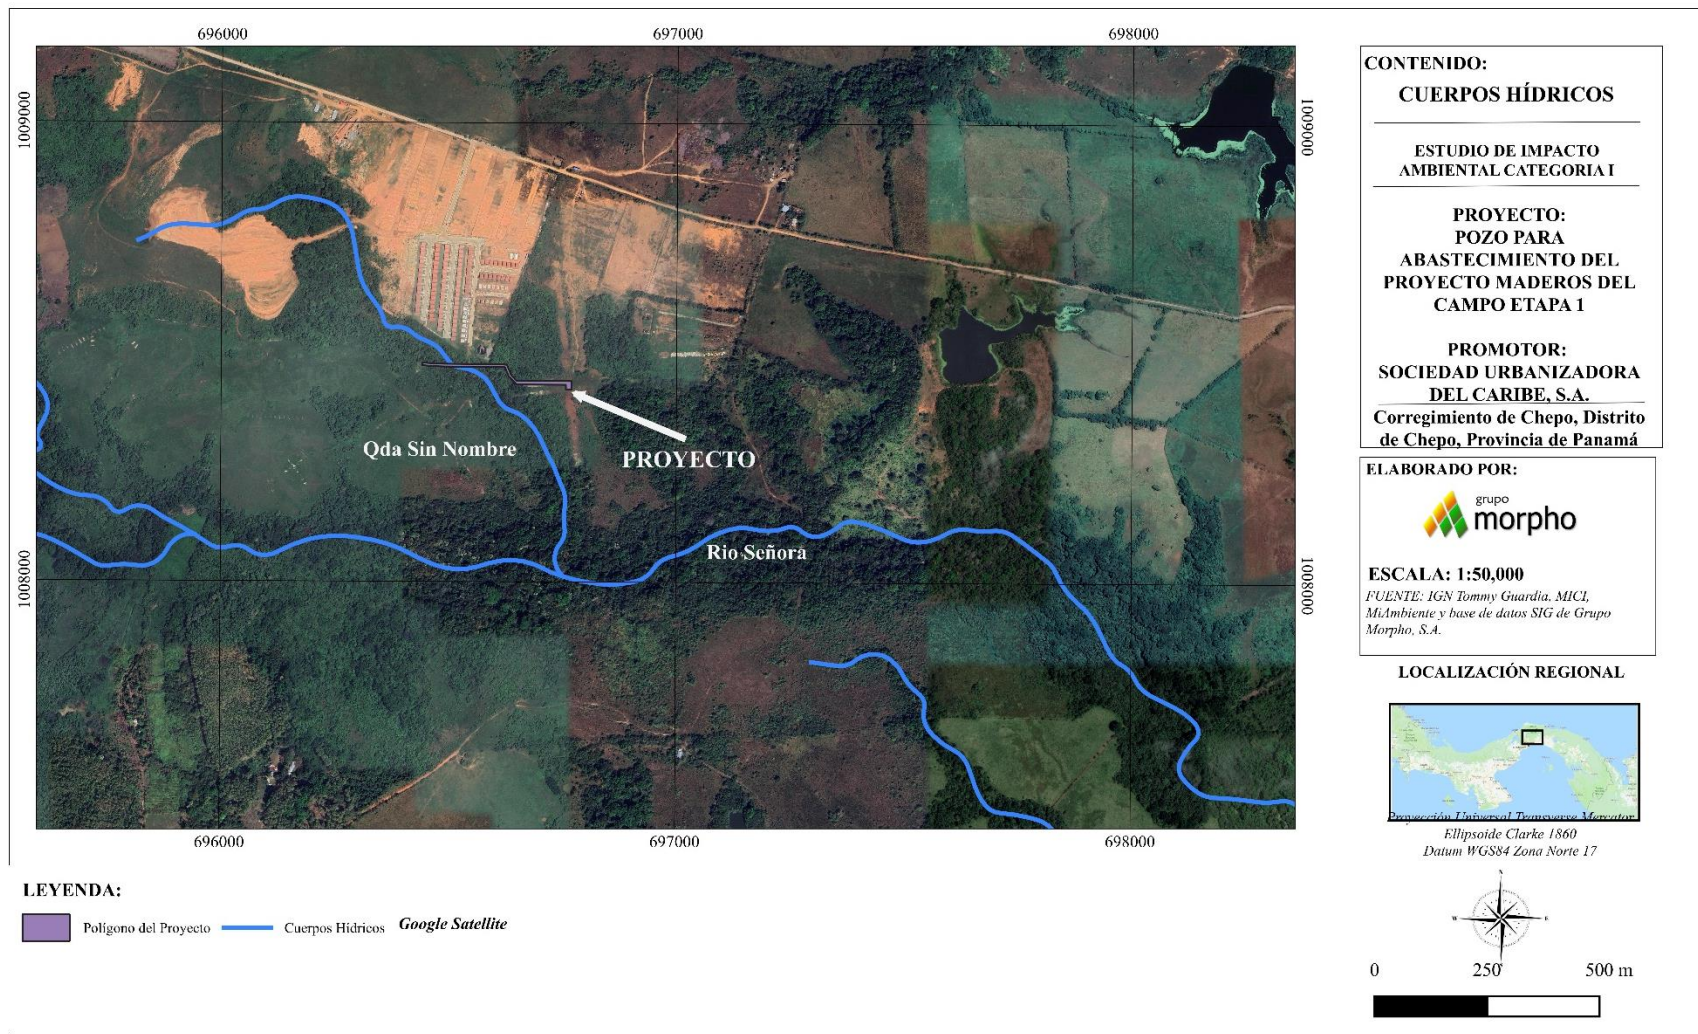 696000
697000
698000
1009000
1009000
1008000
1008000
696000
697000
698000
Qda Sin Nombre
PROYECTO
Rio Señora
CONTENIDO:
CUERPOS HÍDRICOS
ESTUDIO DE IMPACTO
AMBIENTAL CATEGORIA I
PROYECTO:
POZO PARA
ABASTECIMIENTO DEL
PROYECTO MADEROS DEL
CAMPO ETAPA 1
PROMOTOR:
SOCIEDAD URBANIZADORA
DEL CARIBE, S.A.
Corregimiento de Chepo, Distrito
de Chepo, Provincia de Panamá
ELABORADO POR:
grupo
morpho
ESCALA: 1:50,000
FUENTE: IGN Tommy Guardia, MICI,
MiAmbiente y base de datos SIG de Grupo
Morpho, S.A.
LOCALIZACIÓN REGIONAL
Proyección Universal Transverse Mercator
Ellipsoide Clarke 1860
Datum WGS84 Zona Norte 17
N
W E
S
0 250 500 m
LEYENDA:
Polígono del Proyecto Cuerpos Hídricos Google Satellite